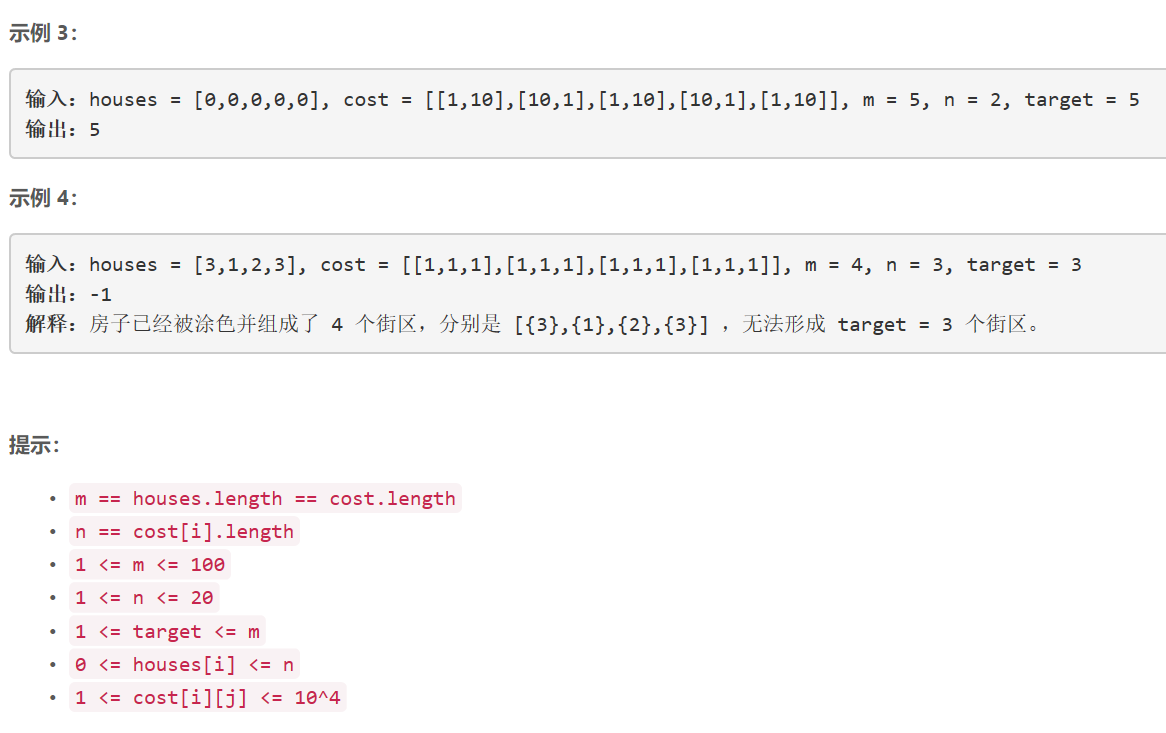 示例 3：
输入：houses = [0,0,0,0,0], cost = [[1,10],[10,1],[1,10],[10,1],[1,10]], m = 5, n = 2, target = 5
输出：5
示例 4：
输入：houses = [3,1,2,3], cost = [[1,1,1],[1,1,1],[1,1,1],[1,1,1]], m = 4, n = 3, target = 3
输出：-1
解释：房子已经被涂色并组成了 4 个街区，分别是 [{3},{1},{2},{3}] ，无法形成 target = 3 个街区。
提示：
• m == houses.length == cost.length
• n == cost[i].length
• 1 <= m <= 100
• 1 <= n <= 20
• 1 <= target <= m
• 0 <= houses[i] <= n
• 1 <= cost[i][j] <= 10^4